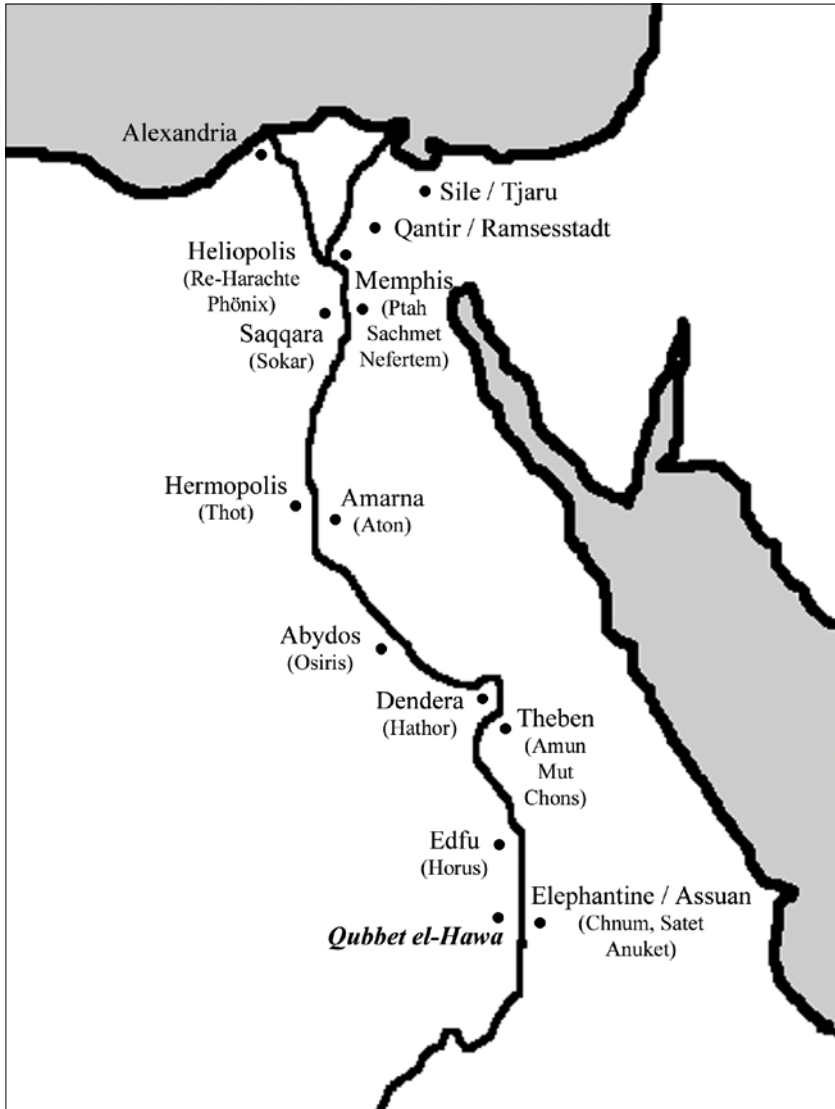 Alexandria
Sile / Tjaru
Qantir / Ramsesstadt
Heliopolis
(Re-Harachte
Phönix)
Memphis
(Ptah
Sachmet
Nefertem)
Saqqara
(Sokar)
Hermopolis
(Thot)
Amarna
(Aton)
Abydos
(Osiris)
Dendera
(Hathor)
Theben
(Amun
Mut
Chons)
Edfu
(Horus)
Elephantine / Assuan
(Chnum, Satet
Anuket)
Qubbet el-Hawa